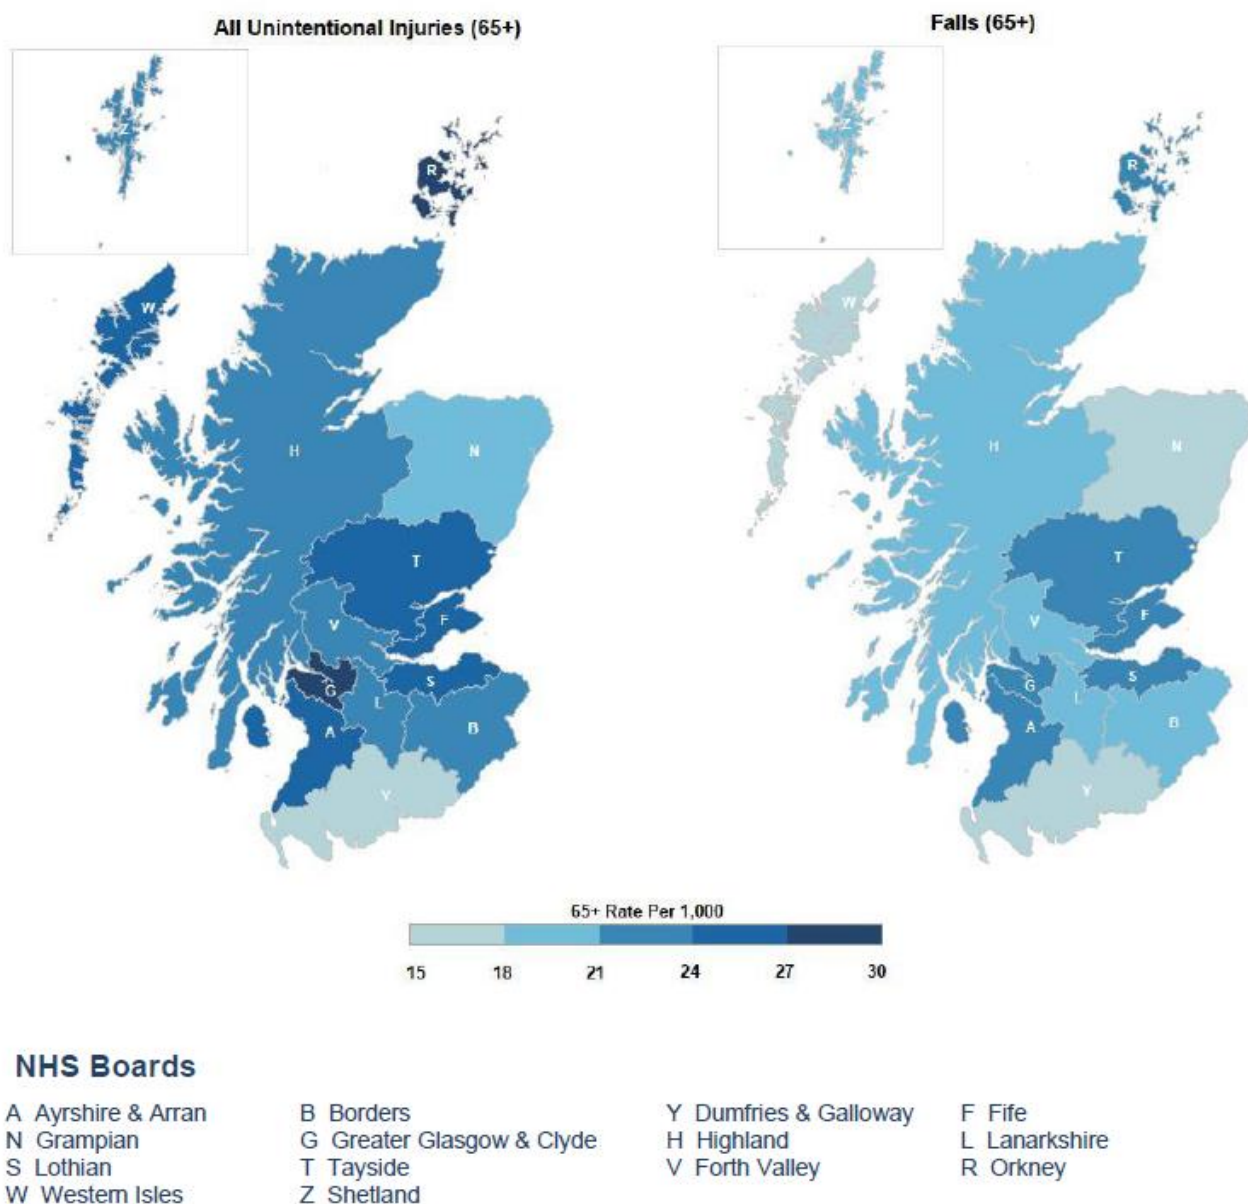 All Unintentional Injuries (65+)
Falls (65+)
Z
R
W
H
N
T
V
F
G
S
L
A
B
Y
Z
R
W
H
N
T
V
F
G
S
L
A
B
Y
65+ Rate Per 1,000
15 18 21 24 27 30
NHS Boards
A Ayrshire & Arran B Borders Y Dumfries & Galloway F Fife
N Grampian G Greater Glasgow & Clyde H Highland L Lanarkshire
S Lothian T Tayside V Forth Valley R Orkney
W Western Isles Z Shetland